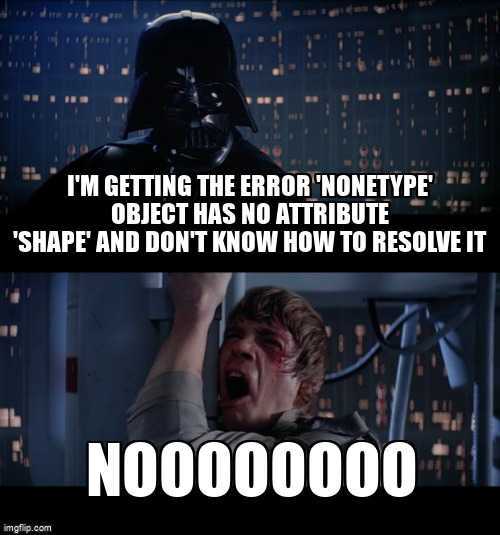 I'M GETTING THE ERROR 'NONETYPE'
OBJECT HAS NO ATTRIBUTE
'SHAPE' AND DON'T KNOW HOW TO RESOLVE IT
NOOOOOOOO
imgflip.com